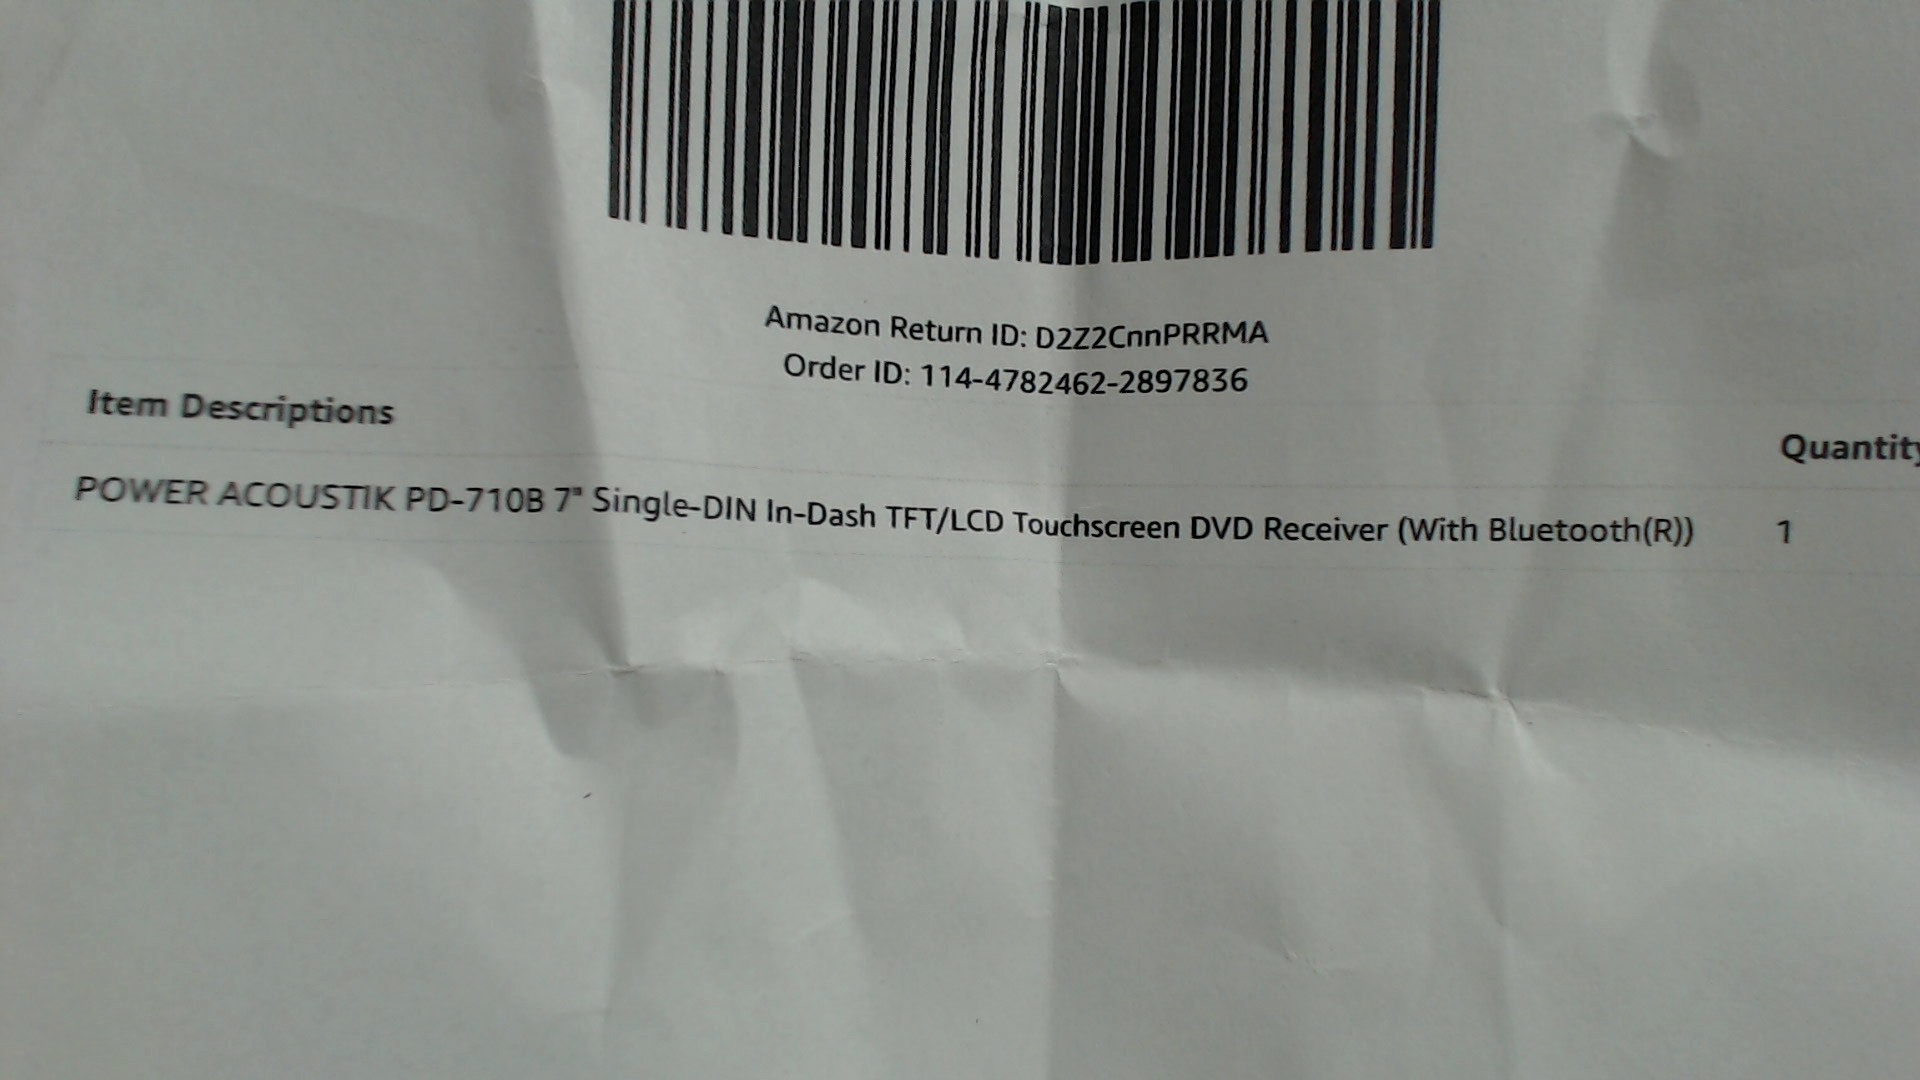 Amazon Return ID: D2Z2CnnPRRMA
Order ID: 114-4782462-2897836
Item Descriptions
Quantity
POWER ACOUSTIK PD-710B 7" Single-DIN In-Dash TFT/LCD Touchscreen DVD Receiver (With Bluetooth(R))
1